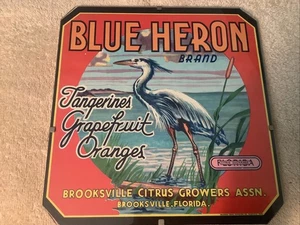 BLUE HERON
BRAND
Tangerines
Grapefruit
Oranges
FLORIDA
BROOKSVILLE CITRUS GROWERS ASSN.
BROOKSVILLE, FLORIDA.